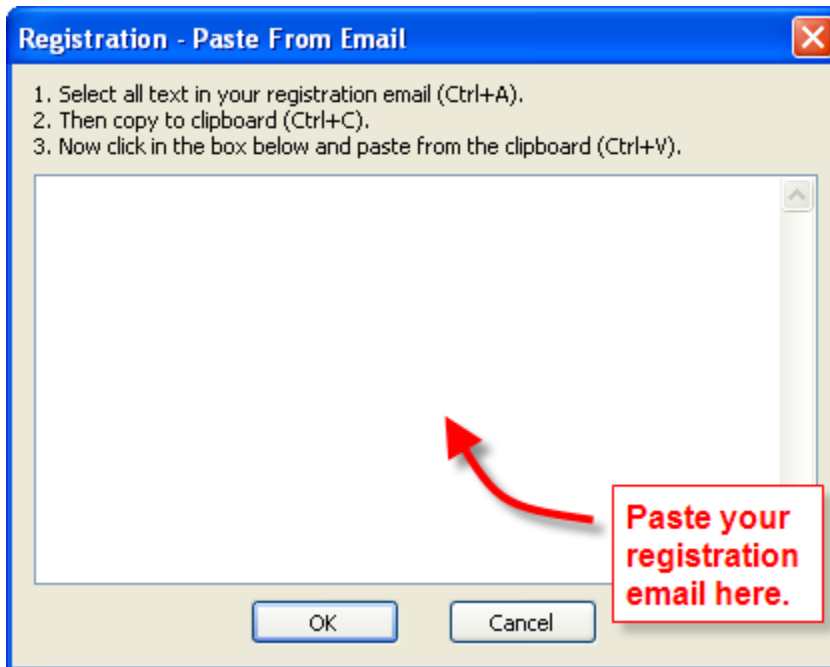 Registration - Paste From Email
1. Select all text in your registration email (Ctrl+A).
2. Then copy to clipboard (Ctrl+C).
3. Now click in the box below and paste from the clipboard (Ctrl+V).
Paste your
registration
email here.
OK
Cancel